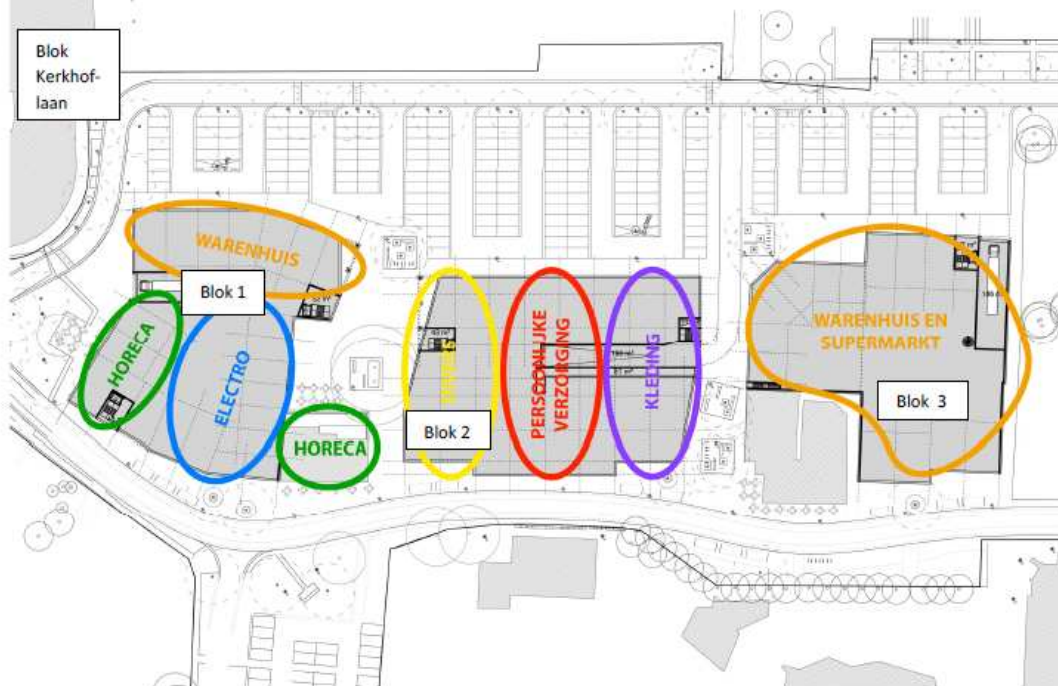 Blok
Kerkhof-
laan
WARENHUIS
Blok 1
HORECA
ELECTRO
HORECA
Blok 2
PERSOONLIJKE
VERZORGING
KLEDING
WARENHUIS EN
SUPERMARKT
Blok 3